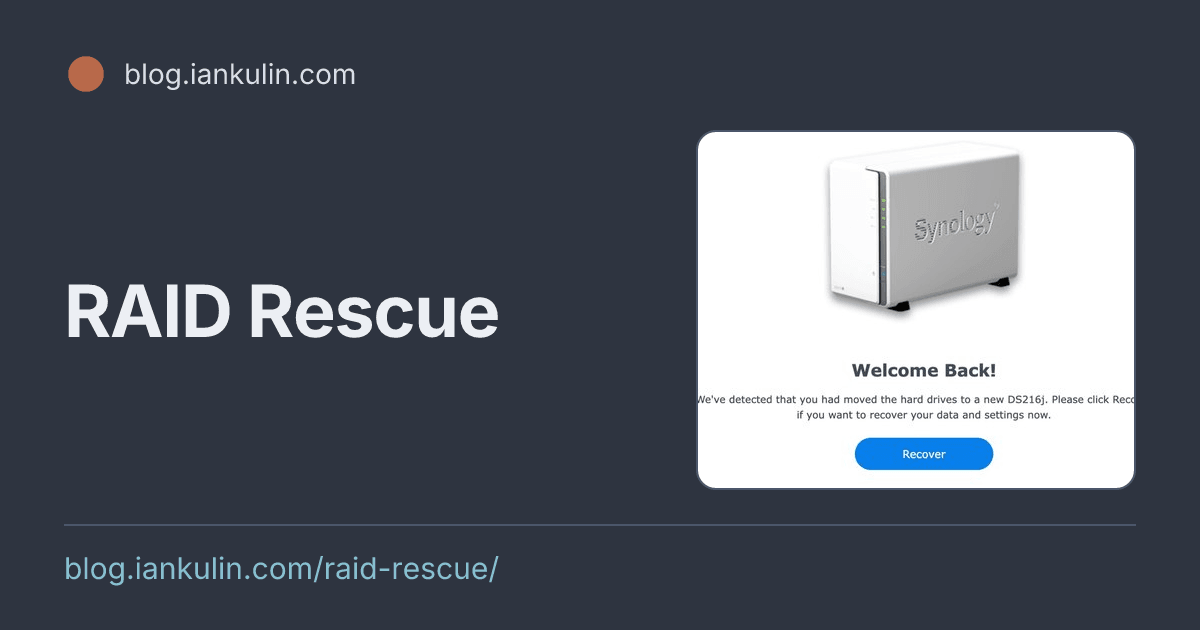 blog.iankulin.com
RAID Rescue
Synology
Welcome Back!
We've detected that you had moved the hard drives to a new DS216j. Please click Reco
if you want to recover your data and settings now.
Recover
blog.iankulin.com/raid-rescue/